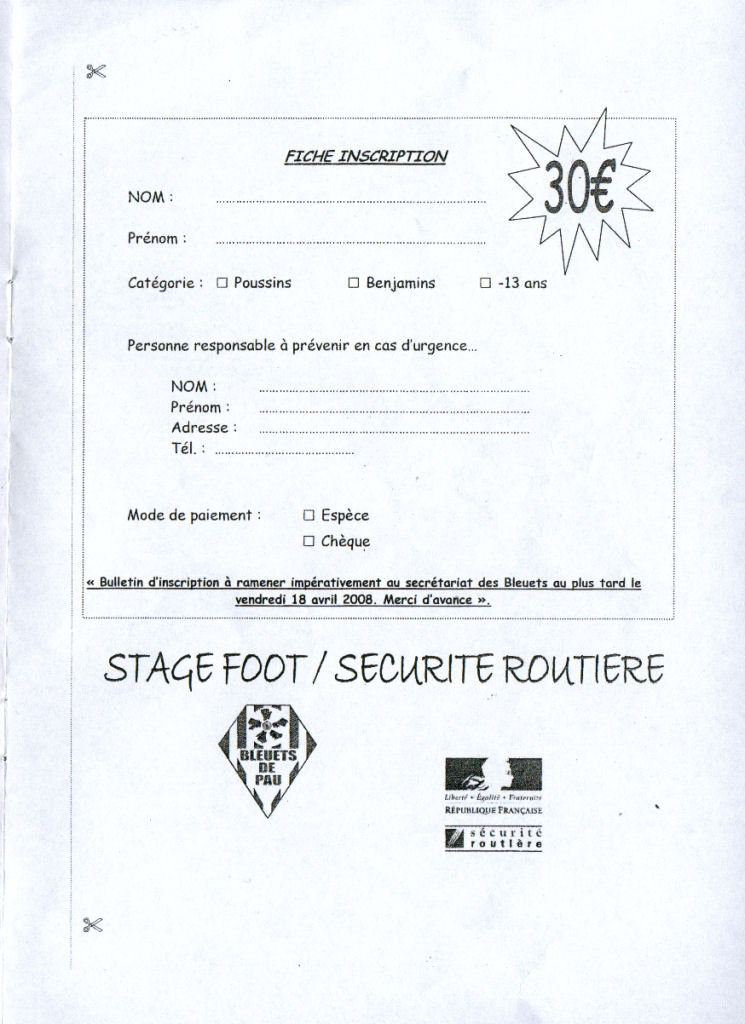 FICHE INSCRIPTION
30€
NOM : ..........................................................................
Prénom : ..........................................................................
Catégorie : ☐ Poussins ☐ Benjamins ☐ -13 ans
Personne responsable à prévenir en cas d'urgence...
NOM : ..........................................................................
Prénom : ..........................................................................
Adresse : ..........................................................................
Tél. : ......................................
Mode de paiement : ☐ Espèce
☐ Chèque
« Bulletin d'inscription à ramener impérativement au secrétariat des Bleuets au plus tard le
vendredi 18 avril 2008. Merci d'avance ».
STAGE FOOT / SECURITE ROUTIERE
BLEUETS
DE
PAU
Liberté • Égalité • Fraternité
RÉPUBLIQUE FRANÇAISE
sécurité
routière